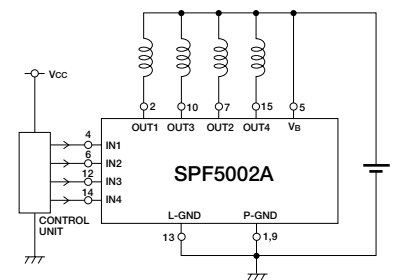 Vcc
2
10
7
15
5
OUT1
OUT3
OUT2
OUT4
VB
4
IN1
6
IN2
12
IN3
14
IN4
SPF5002A
CONTROL
UNIT
L-GND
P-GND
13
1,9